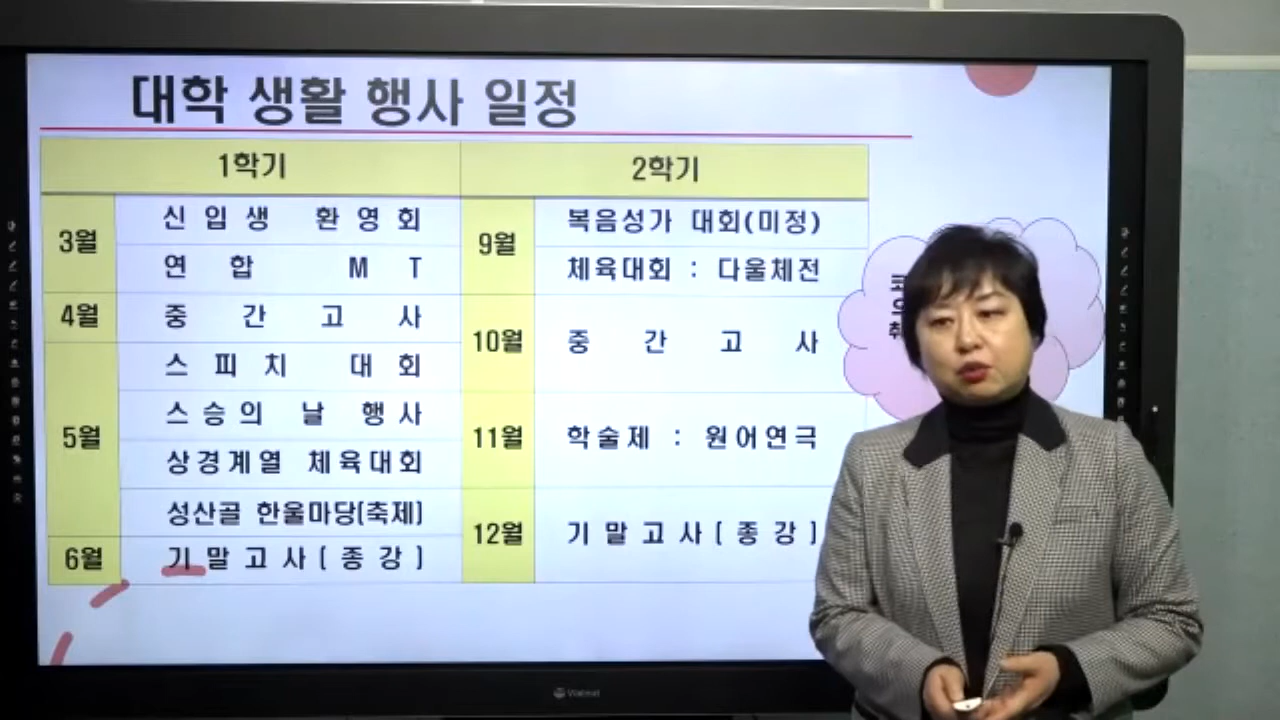 대학 생활 행사 일정
1학기 2학기
3월 신입생 환영회
연합 MT
4월 중간고사
5월 스피치 대회
스승의 날 행사
상경계열 체육대회
성산골 한울마당(축제)
6월 기말고사(종강)
9월 복음성가 대회(미정)
체육대회 : 다울체전
10월 중간고사
11월 학술제 : 원어연극
12월 기말고사(종강)